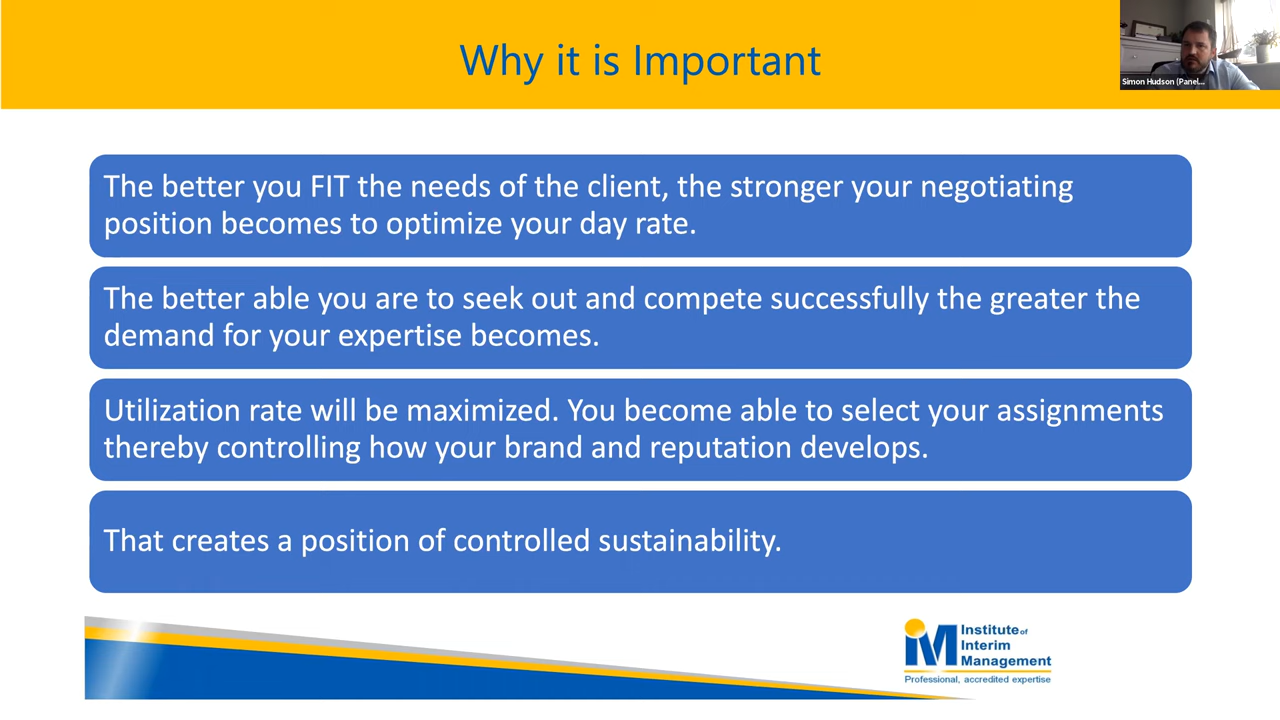 Why it is Important
Simon Hudson (Panel...
The better you FIT the needs of the client, the stronger your negotiating
position becomes to optimize your day rate.
The better able you are to seek out and compete successfully the greater the
demand for your expertise becomes.
Utilization rate will be maximized. You become able to select your assignments
thereby controlling how your brand and reputation develops.
That creates a position of controlled sustainability.
iM
Institute of
Interim
Management
Professional, accredited expertise